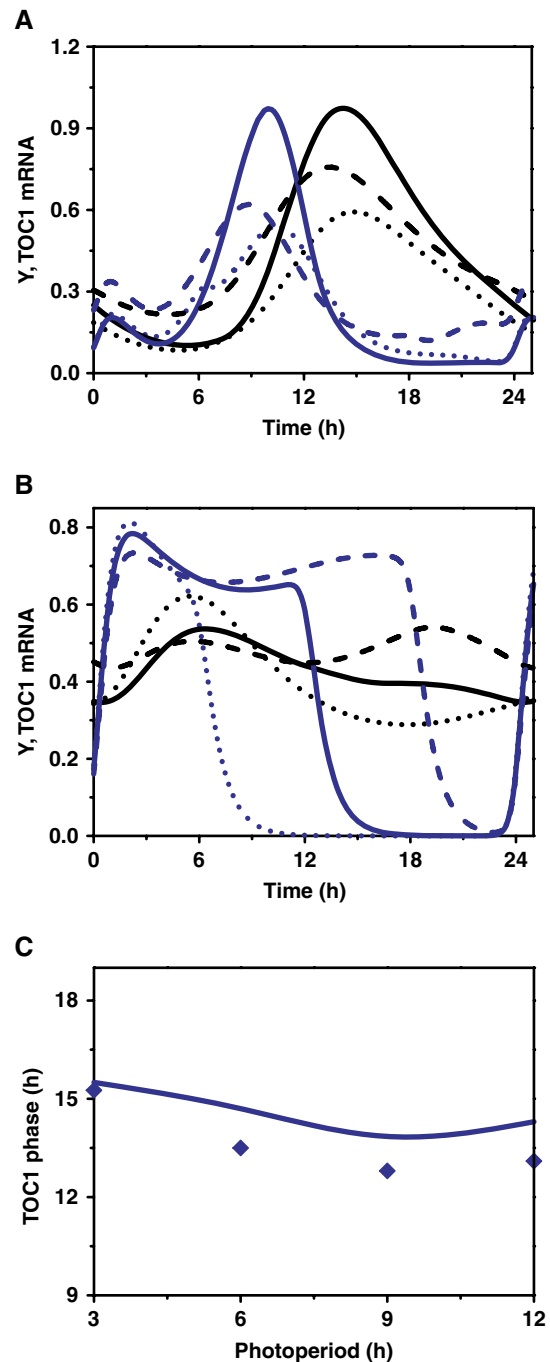 A
1.2
0.9
0.6
0.3
0.0
Y, TOC1 mRNA
0 6 12 18 24
Time (h)
B
0.8
0.6
0.4
0.2
0.0
Y, TOC1 mRNA
0 6 12 18 24
Time (h)
C
18
15
12
9
TOC1 phase (h)
3 6 9 12
Photoperiod (h)